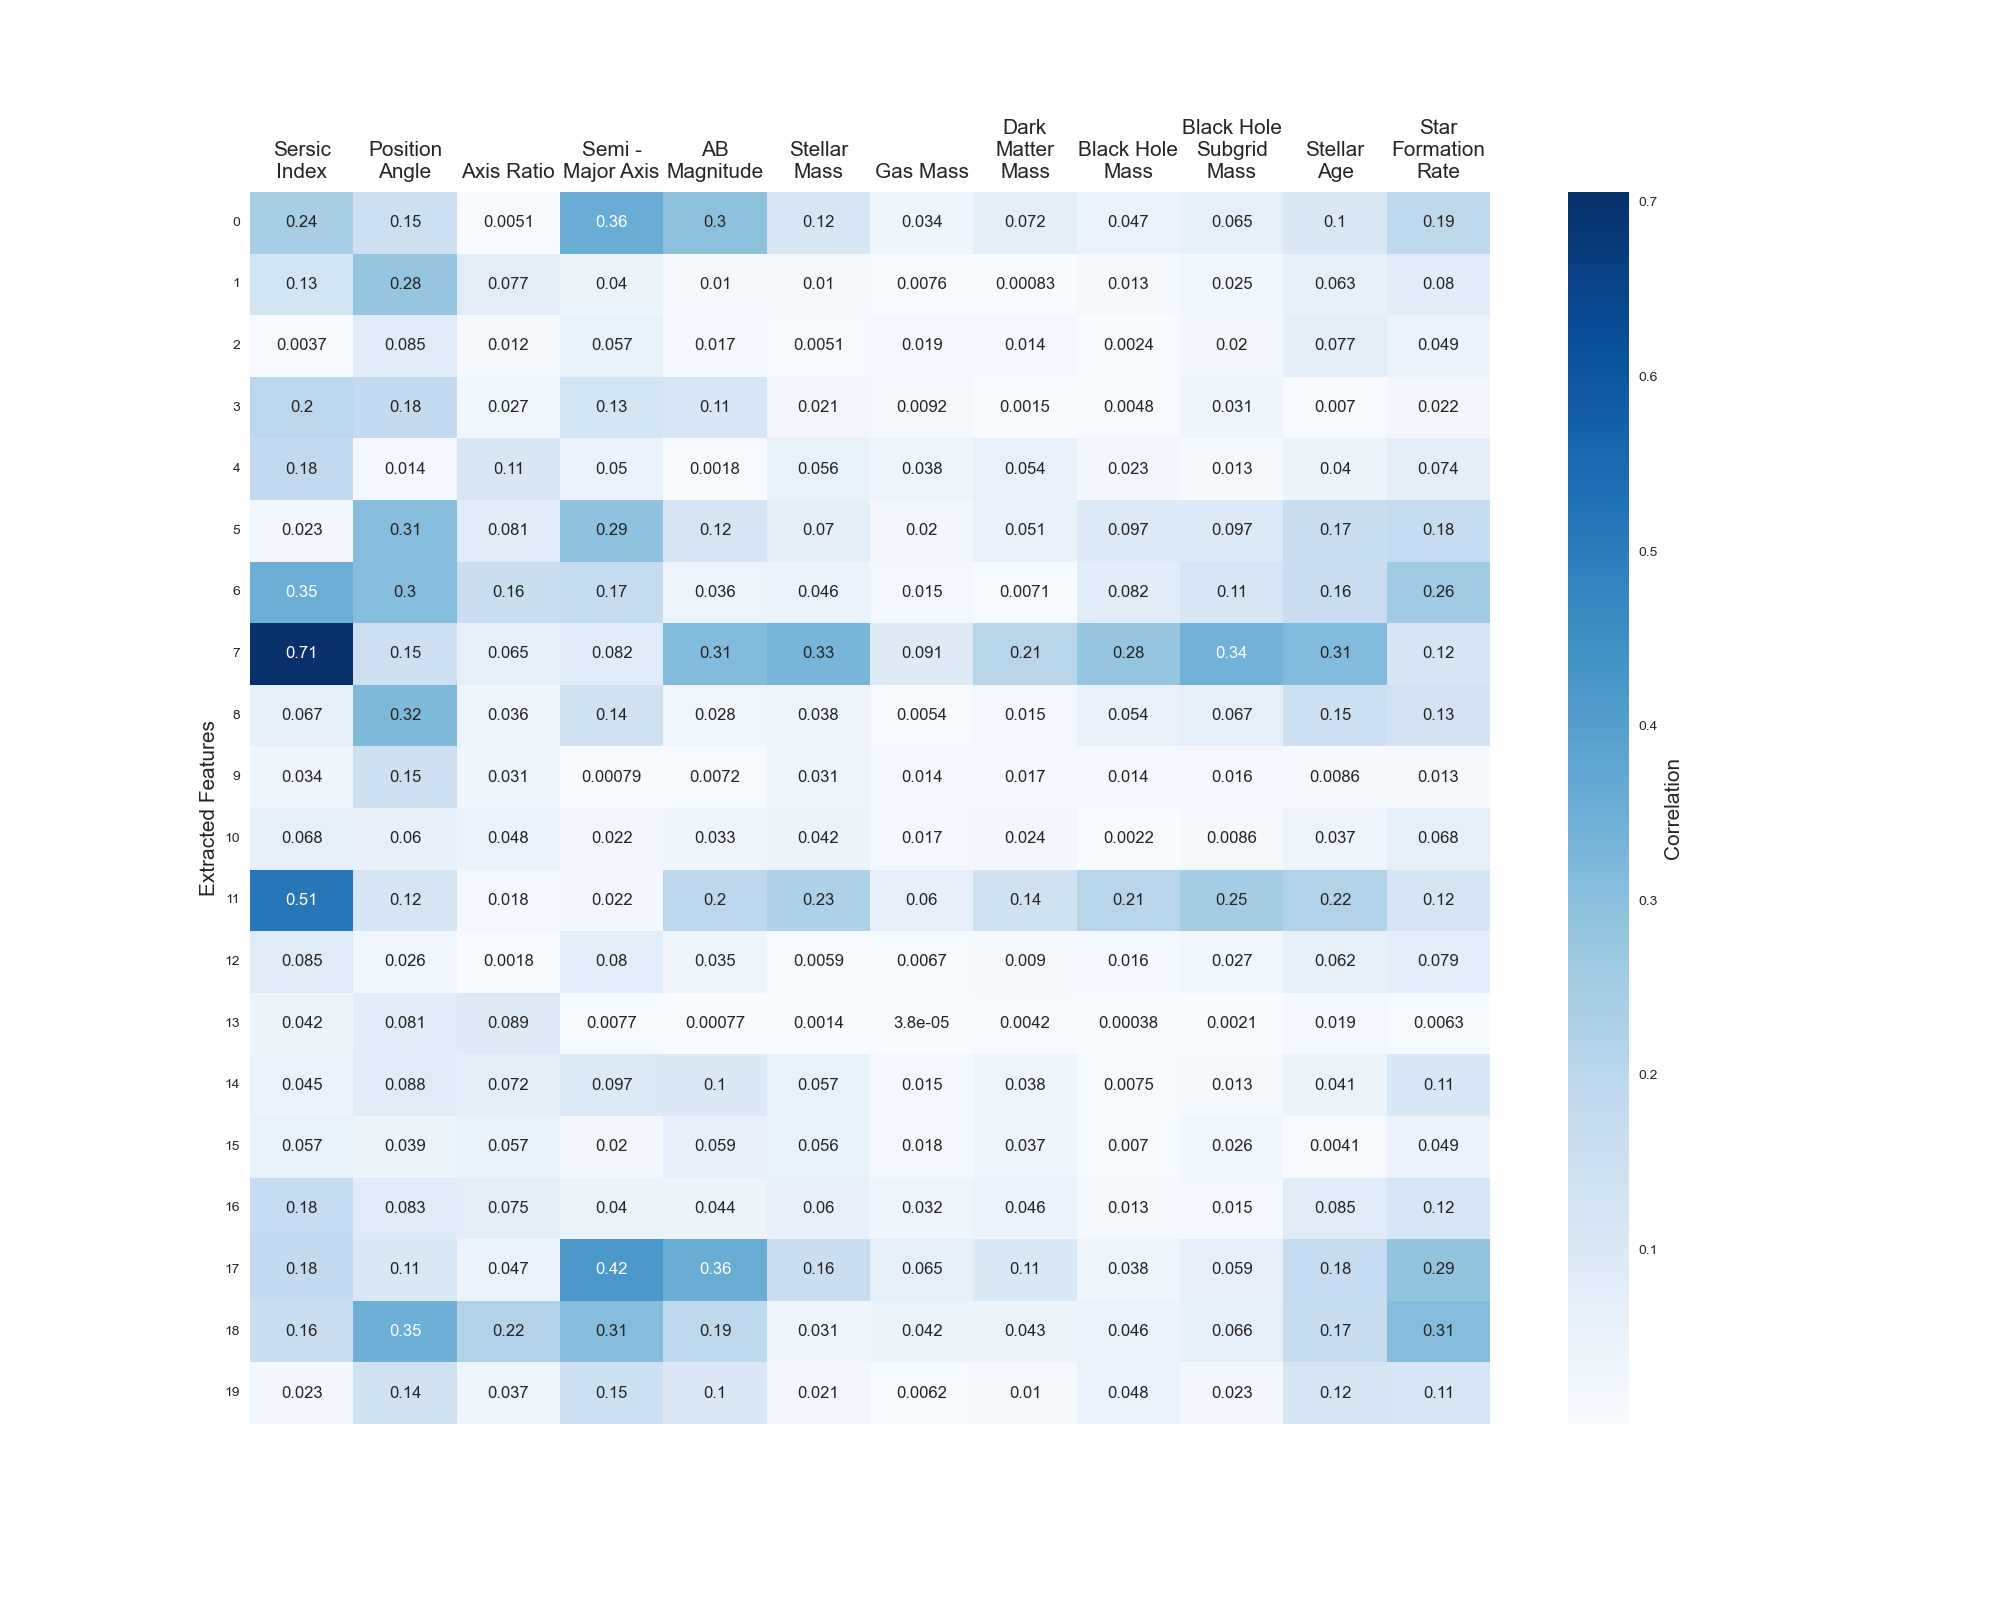 Sersic Index
Position Angle
Axis Ratio
Semi - Major Axis
AB Magnitude
Stellar Mass
Gas Mass
Dark Matter Mass
Black Hole Mass
Black Hole Subgrid Mass
Stellar Age
Star Formation Rate
0 0.24 0.15 0.0051 0.36 0.3 0.12 0.034 0.072 0.047 0.065 0.1 0.19
1 0.13 0.28 0.077 0.04 0.01 0.01 0.0076 0.00083 0.013 0.025 0.063 0.08
2 0.0037 0.085 0.012 0.057 0.017 0.0051 0.019 0.014 0.0024 0.02 0.077 0.049
3 0.2 0.18 0.027 0.13 0.11 0.021 0.0092 0.0015 0.0048 0.031 0.007 0.022
4 0.18 0.014 0.11 0.05 0.0018 0.056 0.038 0.054 0.023 0.013 0.04 0.074
5 0.023 0.31 0.081 0.29 0.12 0.07 0.02 0.051 0.097 0.097 0.17 0.18
6 0.35 0.3 0.16 0.17 0.036 0.046 0.015 0.0071 0.082 0.11 0.16 0.26
7 0.71 0.15 0.065 0.082 0.31 0.33 0.091 0.21 0.28 0.34 0.31 0.12
8 0.067 0.32 0.036 0.14 0.028 0.038 0.0054 0.015 0.054 0.067 0.15 0.13
9 0.034 0.15 0.031 0.00079 0.0072 0.031 0.014 0.017 0.014 0.016 0.0086 0.013
10 0.068 0.06 0.048 0.022 0.033 0.042 0.017 0.024 0.0022 0.0086 0.037 0.068
11 0.51 0.12 0.018 0.022 0.2 0.23 0.06 0.14 0.21 0.25 0.22 0.12
12 0.085 0.026 0.0018 0.08 0.035 0.0059 0.0067 0.009 0.016 0.027 0.062 0.079
13 0.042 0.081 0.089 0.0077 0.00077 0.0014 3.8e-05 0.0042 0.00038 0.0021 0.019 0.0063
14 0.045 0.088 0.072 0.097 0.1 0.057 0.015 0.038 0.0075 0.013 0.041 0.11
15 0.057 0.039 0.057 0.02 0.059 0.056 0.018 0.037 0.007 0.026 0.0041 0.049
16 0.18 0.083 0.075 0.04 0.044 0.06 0.032 0.046 0.013 0.015 0.085 0.12
17 0.18 0.11 0.047 0.42 0.36 0.16 0.065 0.11 0.038 0.059 0.18 0.29
18 0.16 0.35 0.22 0.31 0.19 0.031 0.042 0.043 0.046 0.066 0.17 0.31
19 0.023 0.14 0.037 0.15 0.1 0.021 0.0062 0.01 0.048 0.023 0.12 0.11
Extracted Features
0.7
0.6
0.5
0.4
0.3
0.2
0.1
Correlation